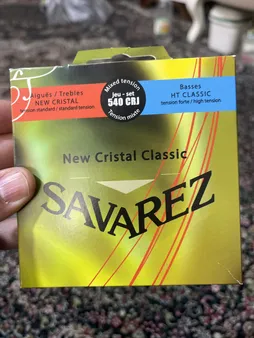 Aiguës / Trebles
NEW CRISTAL
tension standard / standard tension
Mixed tension
jeu - set
540 CRJ
Tension mixte
Basses
HT CLASSIC
tension forte / high tension
New Cristal Classic
SAVAREZ